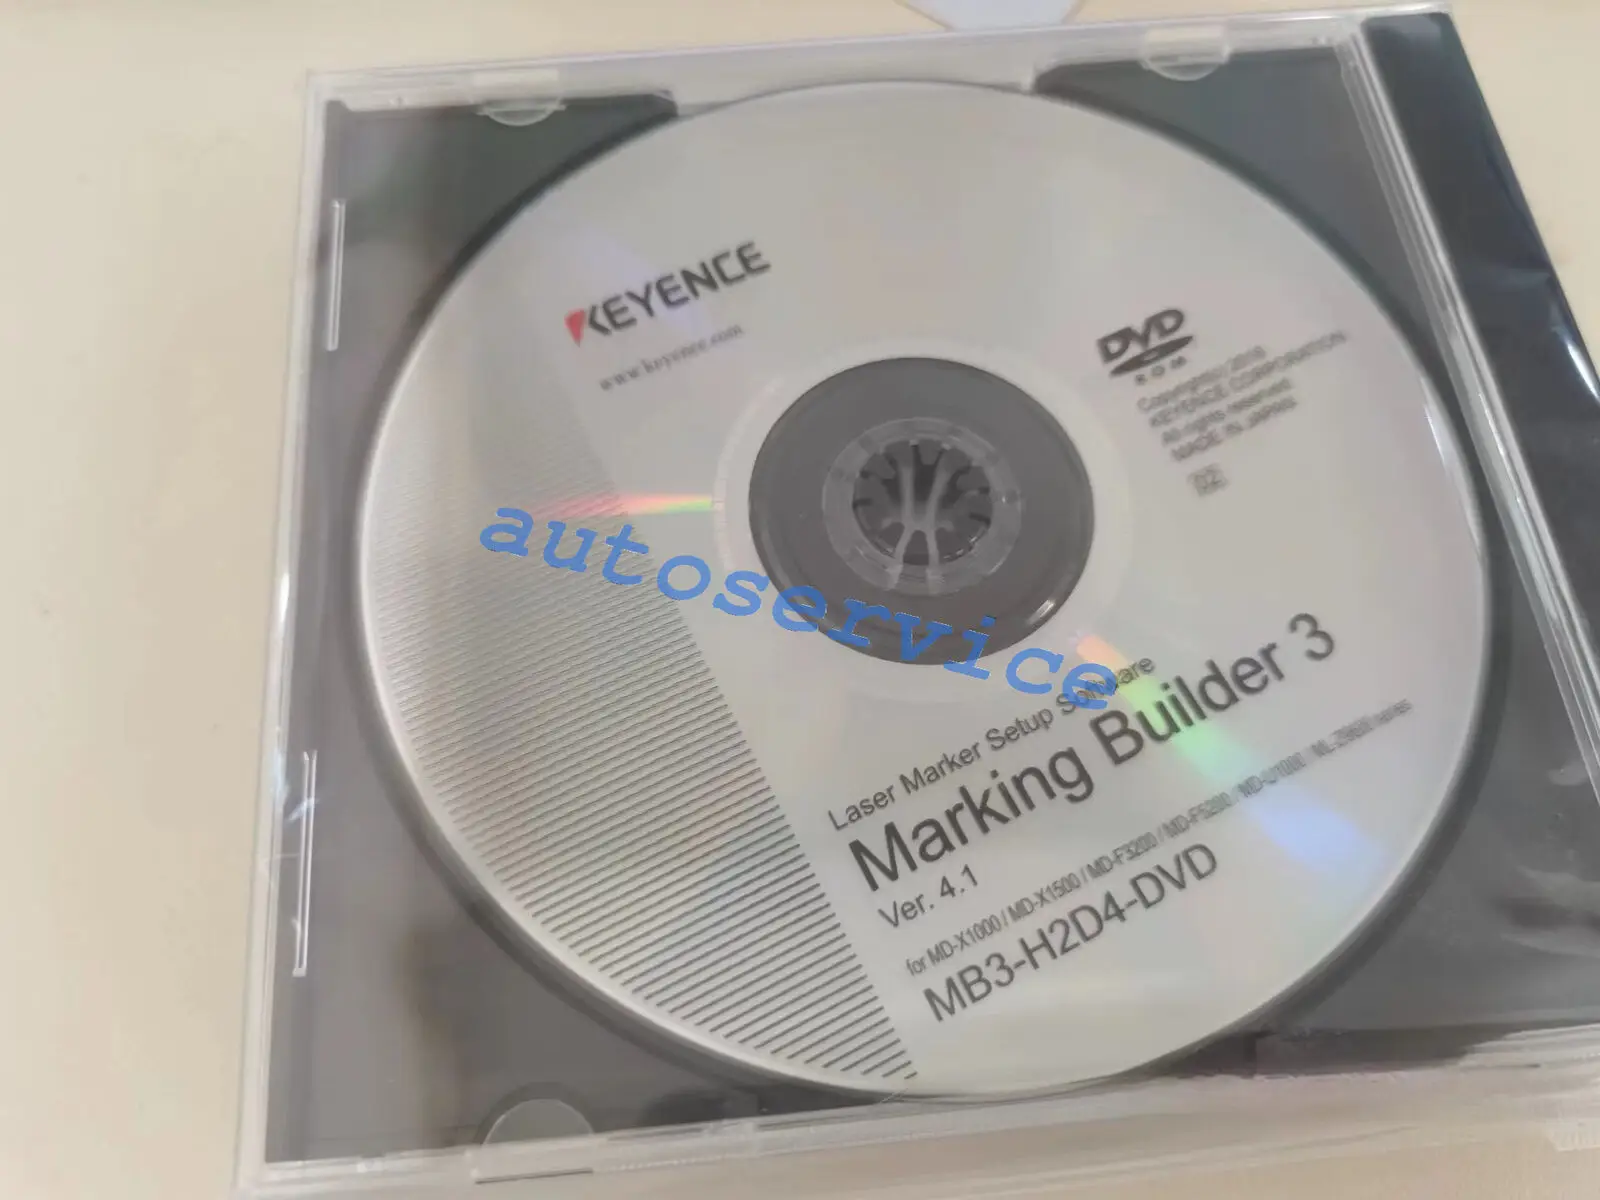 KEYENCE
www.keyence.com
DVD
ROM
Copyright(c) 2016
KEYENCE CORPORATION
All rights reserved
MADE IN JAPAN
02
autoservice
Laser Marker Setup Software
Marking Builder 3
Ver. 4.1
for MD-X1000 / MD-X1500 / MD-F3200 / MD-F5200 / MD-U1000 / ML-Z9600 series
MB3-H2D4-DVD